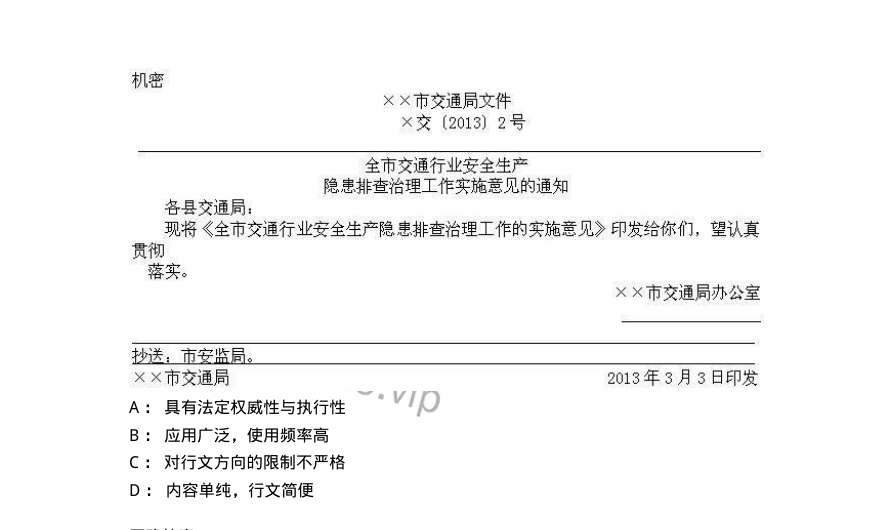 机密
××市交通局文件
×交〔2013〕2号
全市交通行业安全生产
隐患排查治理工作实施意见的通知
各县交通局：
现将《全市交通行业安全生产隐患排查治理工作的实施意见》印发给你们，望认真
贯彻
落实。
××市交通局办公室
抄送：市安监局。
××市交通局 2013年3月3日印发
A： 具有法定权威性与执行性
B： 应用广泛，使用频率高
C： 对行文方向的限制不严格
D： 内容单纯，行文简便